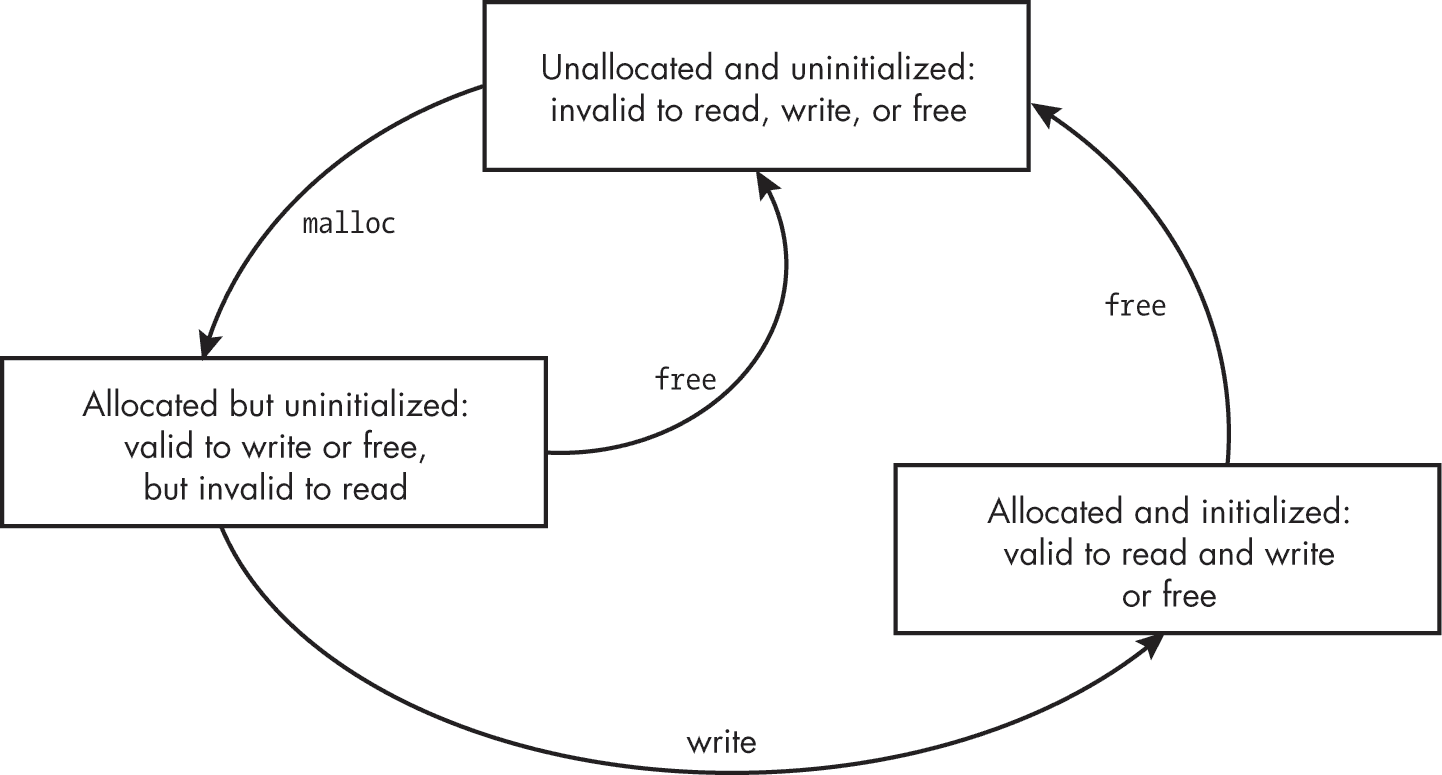 Unallocated and uninitialized:
invalid to read, write, or free
malloc
free
free
Allocated but uninitialized:
valid to write or free,
but invalid to read
Allocated and initialized:
valid to read and write
or free
write